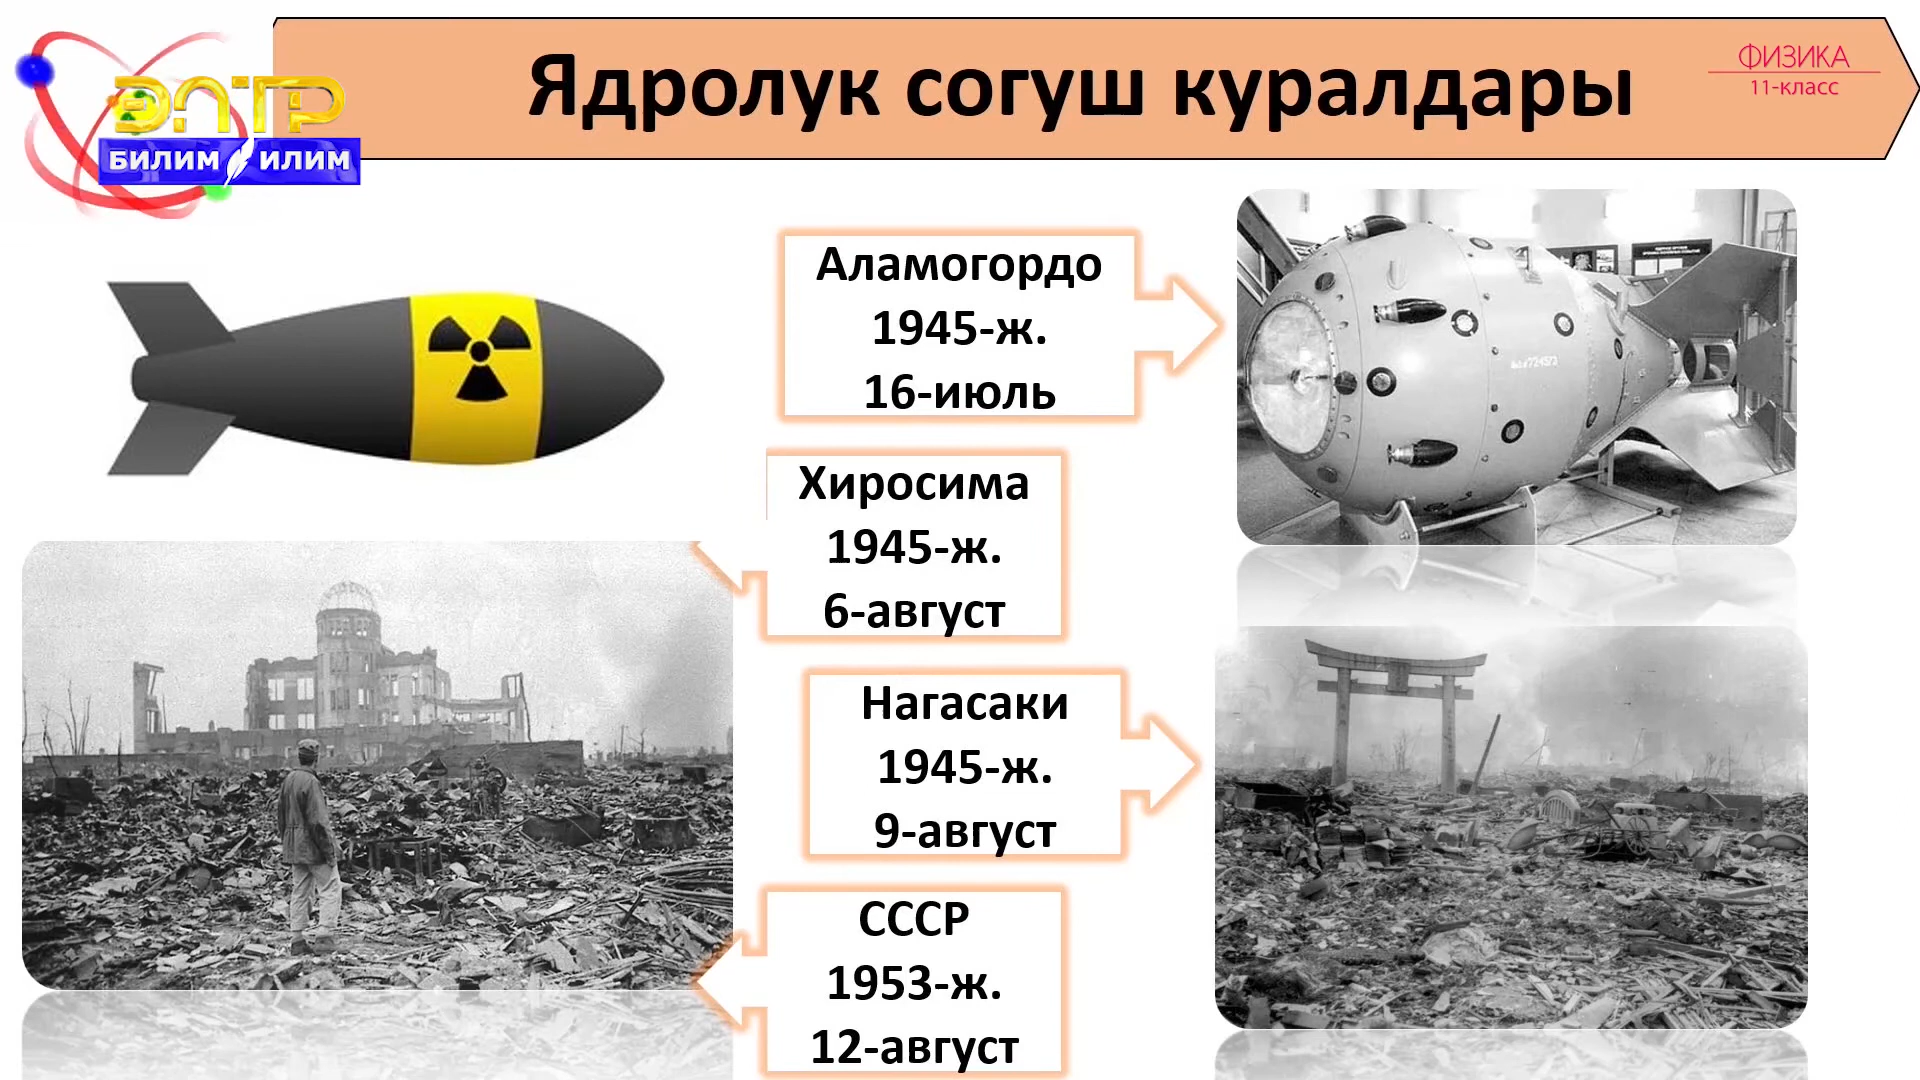 ЭЛТР
БИЛИМ ИЛИМ
Ядролук согуш куралдары
ФИЗИКА
11-класс
Аламогордо
1945-ж.
16-июль
Хиросима
1945-ж.
6-август
Нагасаки
1945-ж.
9-август
СССР
1953-ж.
12-август